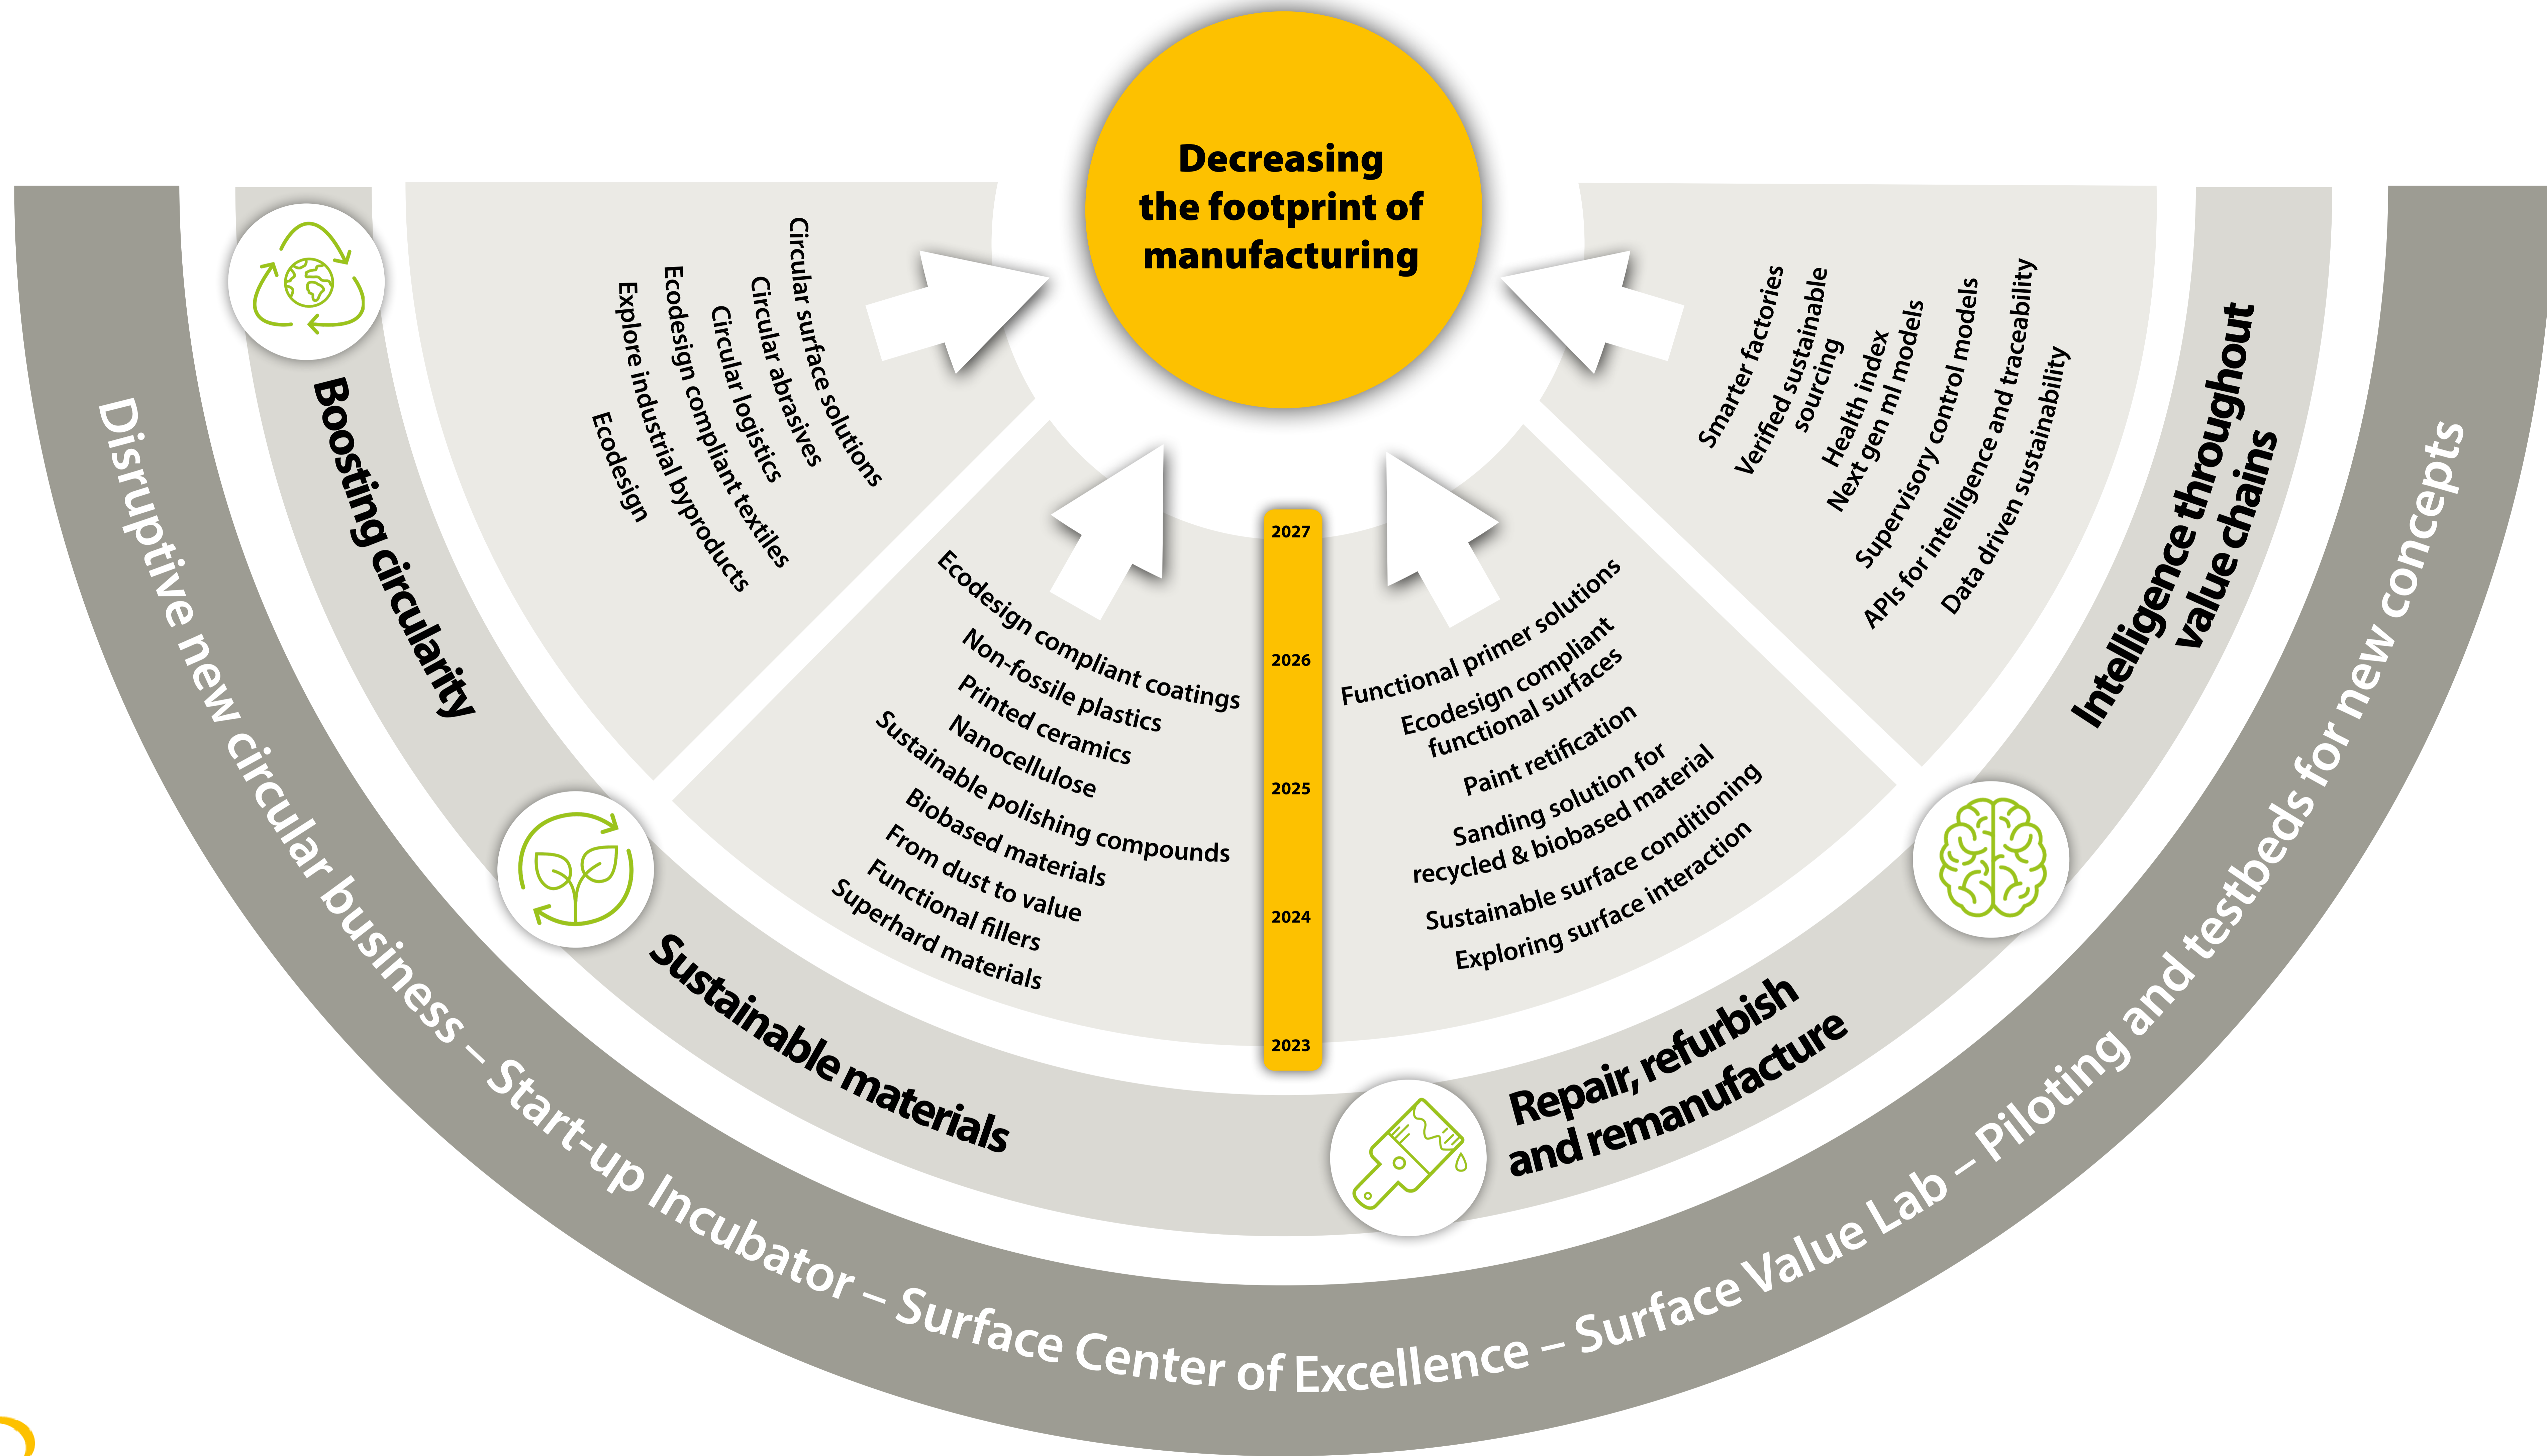 Decreasing
the footprint of
manufacturing
Boosting circularity
Circular surface solutions
Circular abrasives
Circular logistics
Ecodesign compliant textiles
Explore industrial byproducts
Ecodesign
Sustainable materials
Ecodesign compliant coatings
Non-fossile plastics
Printed ceramics
Nanocellulose
Sustainable polishing compounds
Biobased materials
From dust to value
Functional fillers
Superhard materials
2027
2026
2025
2024
2023
Repair, refurbish
and remanufacture
Functional primer solutions
Ecodesign compliant
functional surfaces
Paint retification
Sanding solution for
recycled & biobased material
Sustainable surface conditioning
Exploring surface interaction
Intelligence throughout
value chains
Smarter factories
Verified sustainable
sourcing
Health index
Next gen ml models
Supervisory control models
APIs for intelligence and traceability
Data driven sustainability
Disruptive new circular business – Start-up Incubator – Surface Center of Excellence – Surface Value Lab – Piloting and testbeds for new concepts